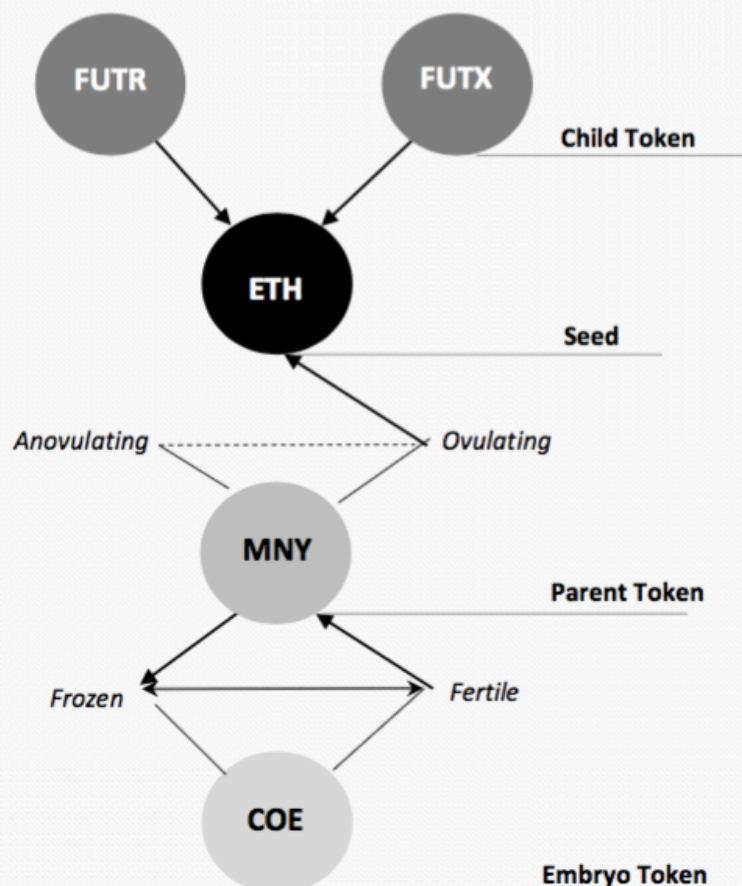 FUTR
FUTX
Child Token
ETH
Seed
Anovulating
Ovulating
MNY
Parent Token
Frozen
Fertile
COE
Embryo Token